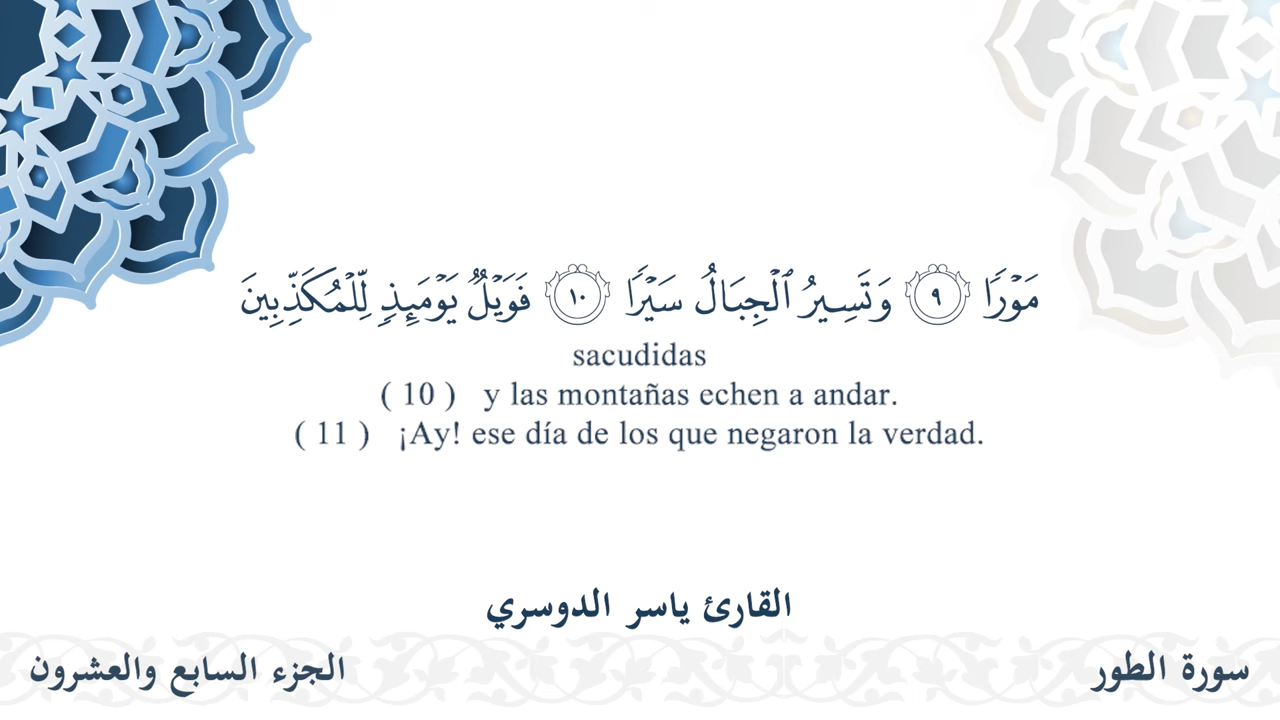 مَوْرًا ٩ وَتَسِيرُ ٱلْجِبَالُ سَيْرًا ١٠ فَوَيْلٌ يَوْمَئِذٍ لِّلْمُكَذِّبِينَ
sacudidas
( 10 ) y las montañas echen a andar.
( 11 ) ¡Ay! ese día de los que negaron la verdad.
القارئ ياسر الدوسري
سورة الطور
الجزء السابع والعشرون